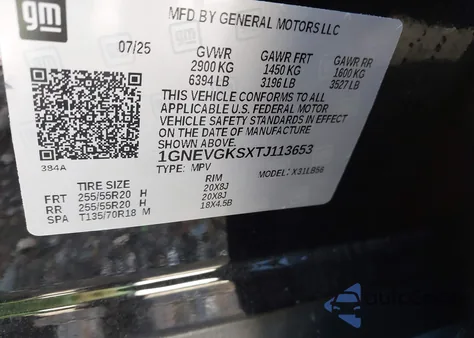 gm
MFD BY GENERAL MOTORS LLC
07/25 GVWR GAWR FRT GAWR RR
2900 KG 1450 KG 1600 KG
6394 LB 3196 LB 3527 LB
THIS VEHICLE CONFORMS TO ALL
APPLICABLE U.S. FEDERAL MOTOR
VEHICLE SAFETY STANDARDS IN EFFECT
ON THE DATE OF MANUFACTURE
SHOWN ABOVE.
384A
1GNEVGKSXTJ113653
TYPE: MPV MODEL: X31LB56
TIRE SIZE RIM
FRT 255/55R20 H 20X8J
RR 255/55R20 H 20X8J
SPA T135/70R18 M 18X4.5B